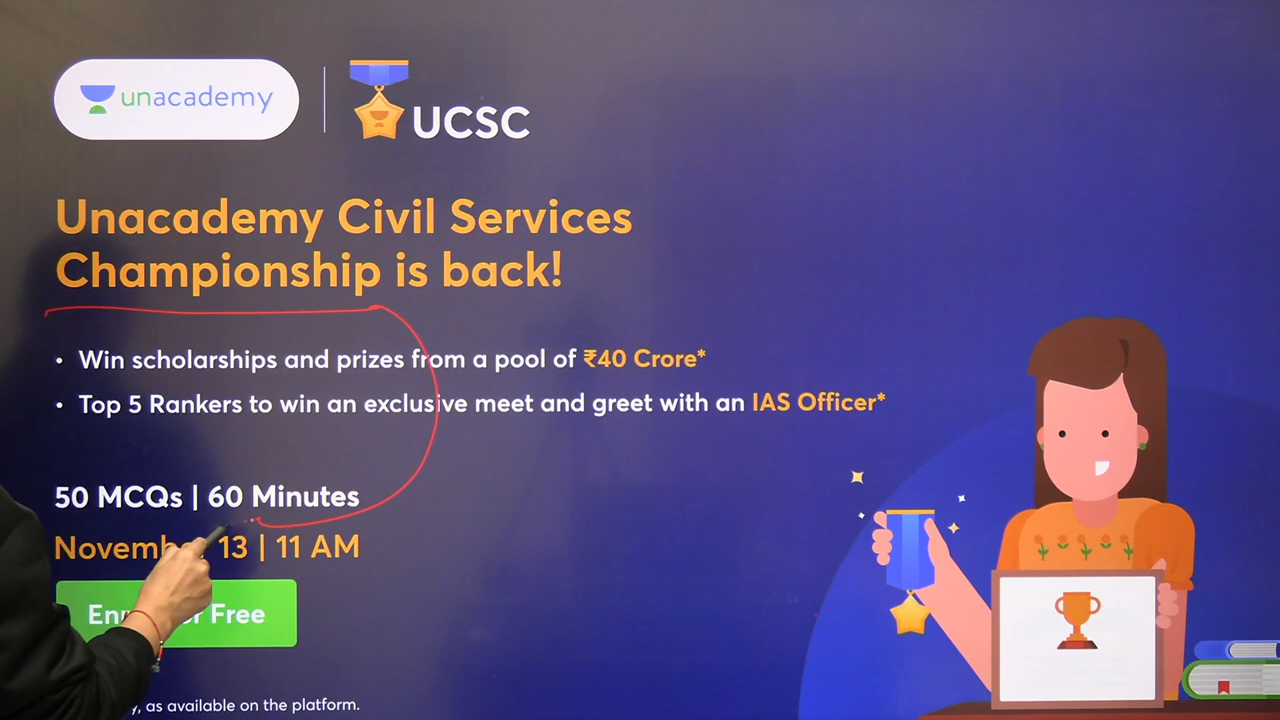 unacademy
UCSC
Unacademy Civil Services
Championship is back!
• Win scholarships and prizes from a pool of ₹40 Crore*
• Top 5 Rankers to win an exclusive meet and greet with an IAS Officer*
50 MCQs | 60 Minutes
13 | 11 AM
Free
as available on the platform.